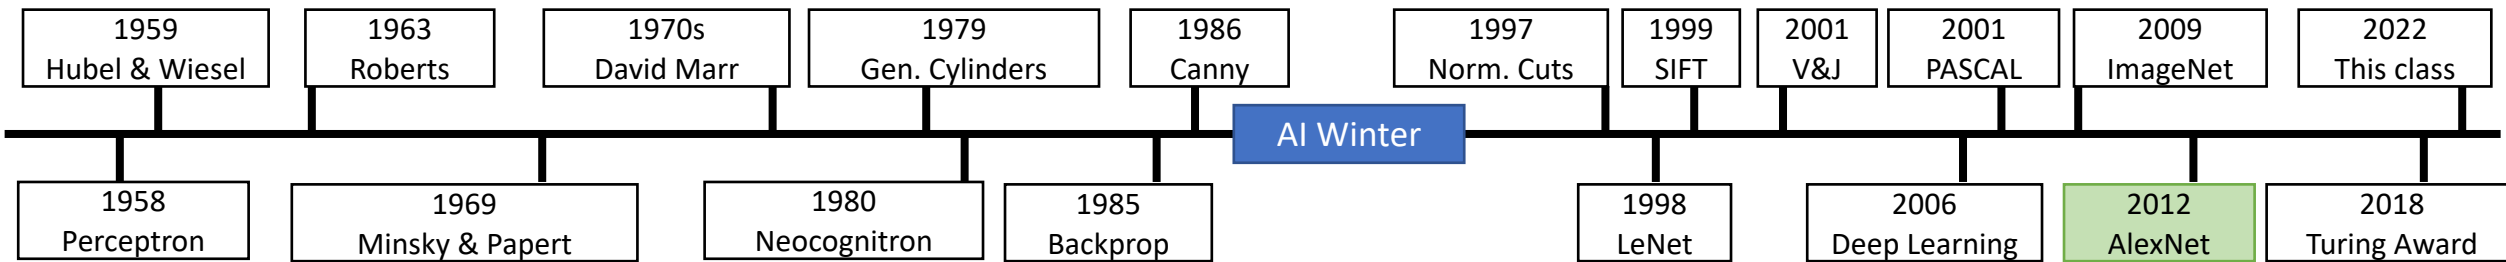 1959
Hubel & Wiesel
1963
Roberts
1970s
David Marr
1979
Gen. Cylinders
1986
Canny
1997
Norm. Cuts
1999
SIFT
2001
V&J
2001
PASCAL
2009
ImageNet
2022
This class
AI Winter
1958
Perceptron
1969
Minsky & Papert
1980
Neocognitron
1985
Backprop
1998
LeNet
2006
Deep Learning
2012
AlexNet
2018
Turing Award